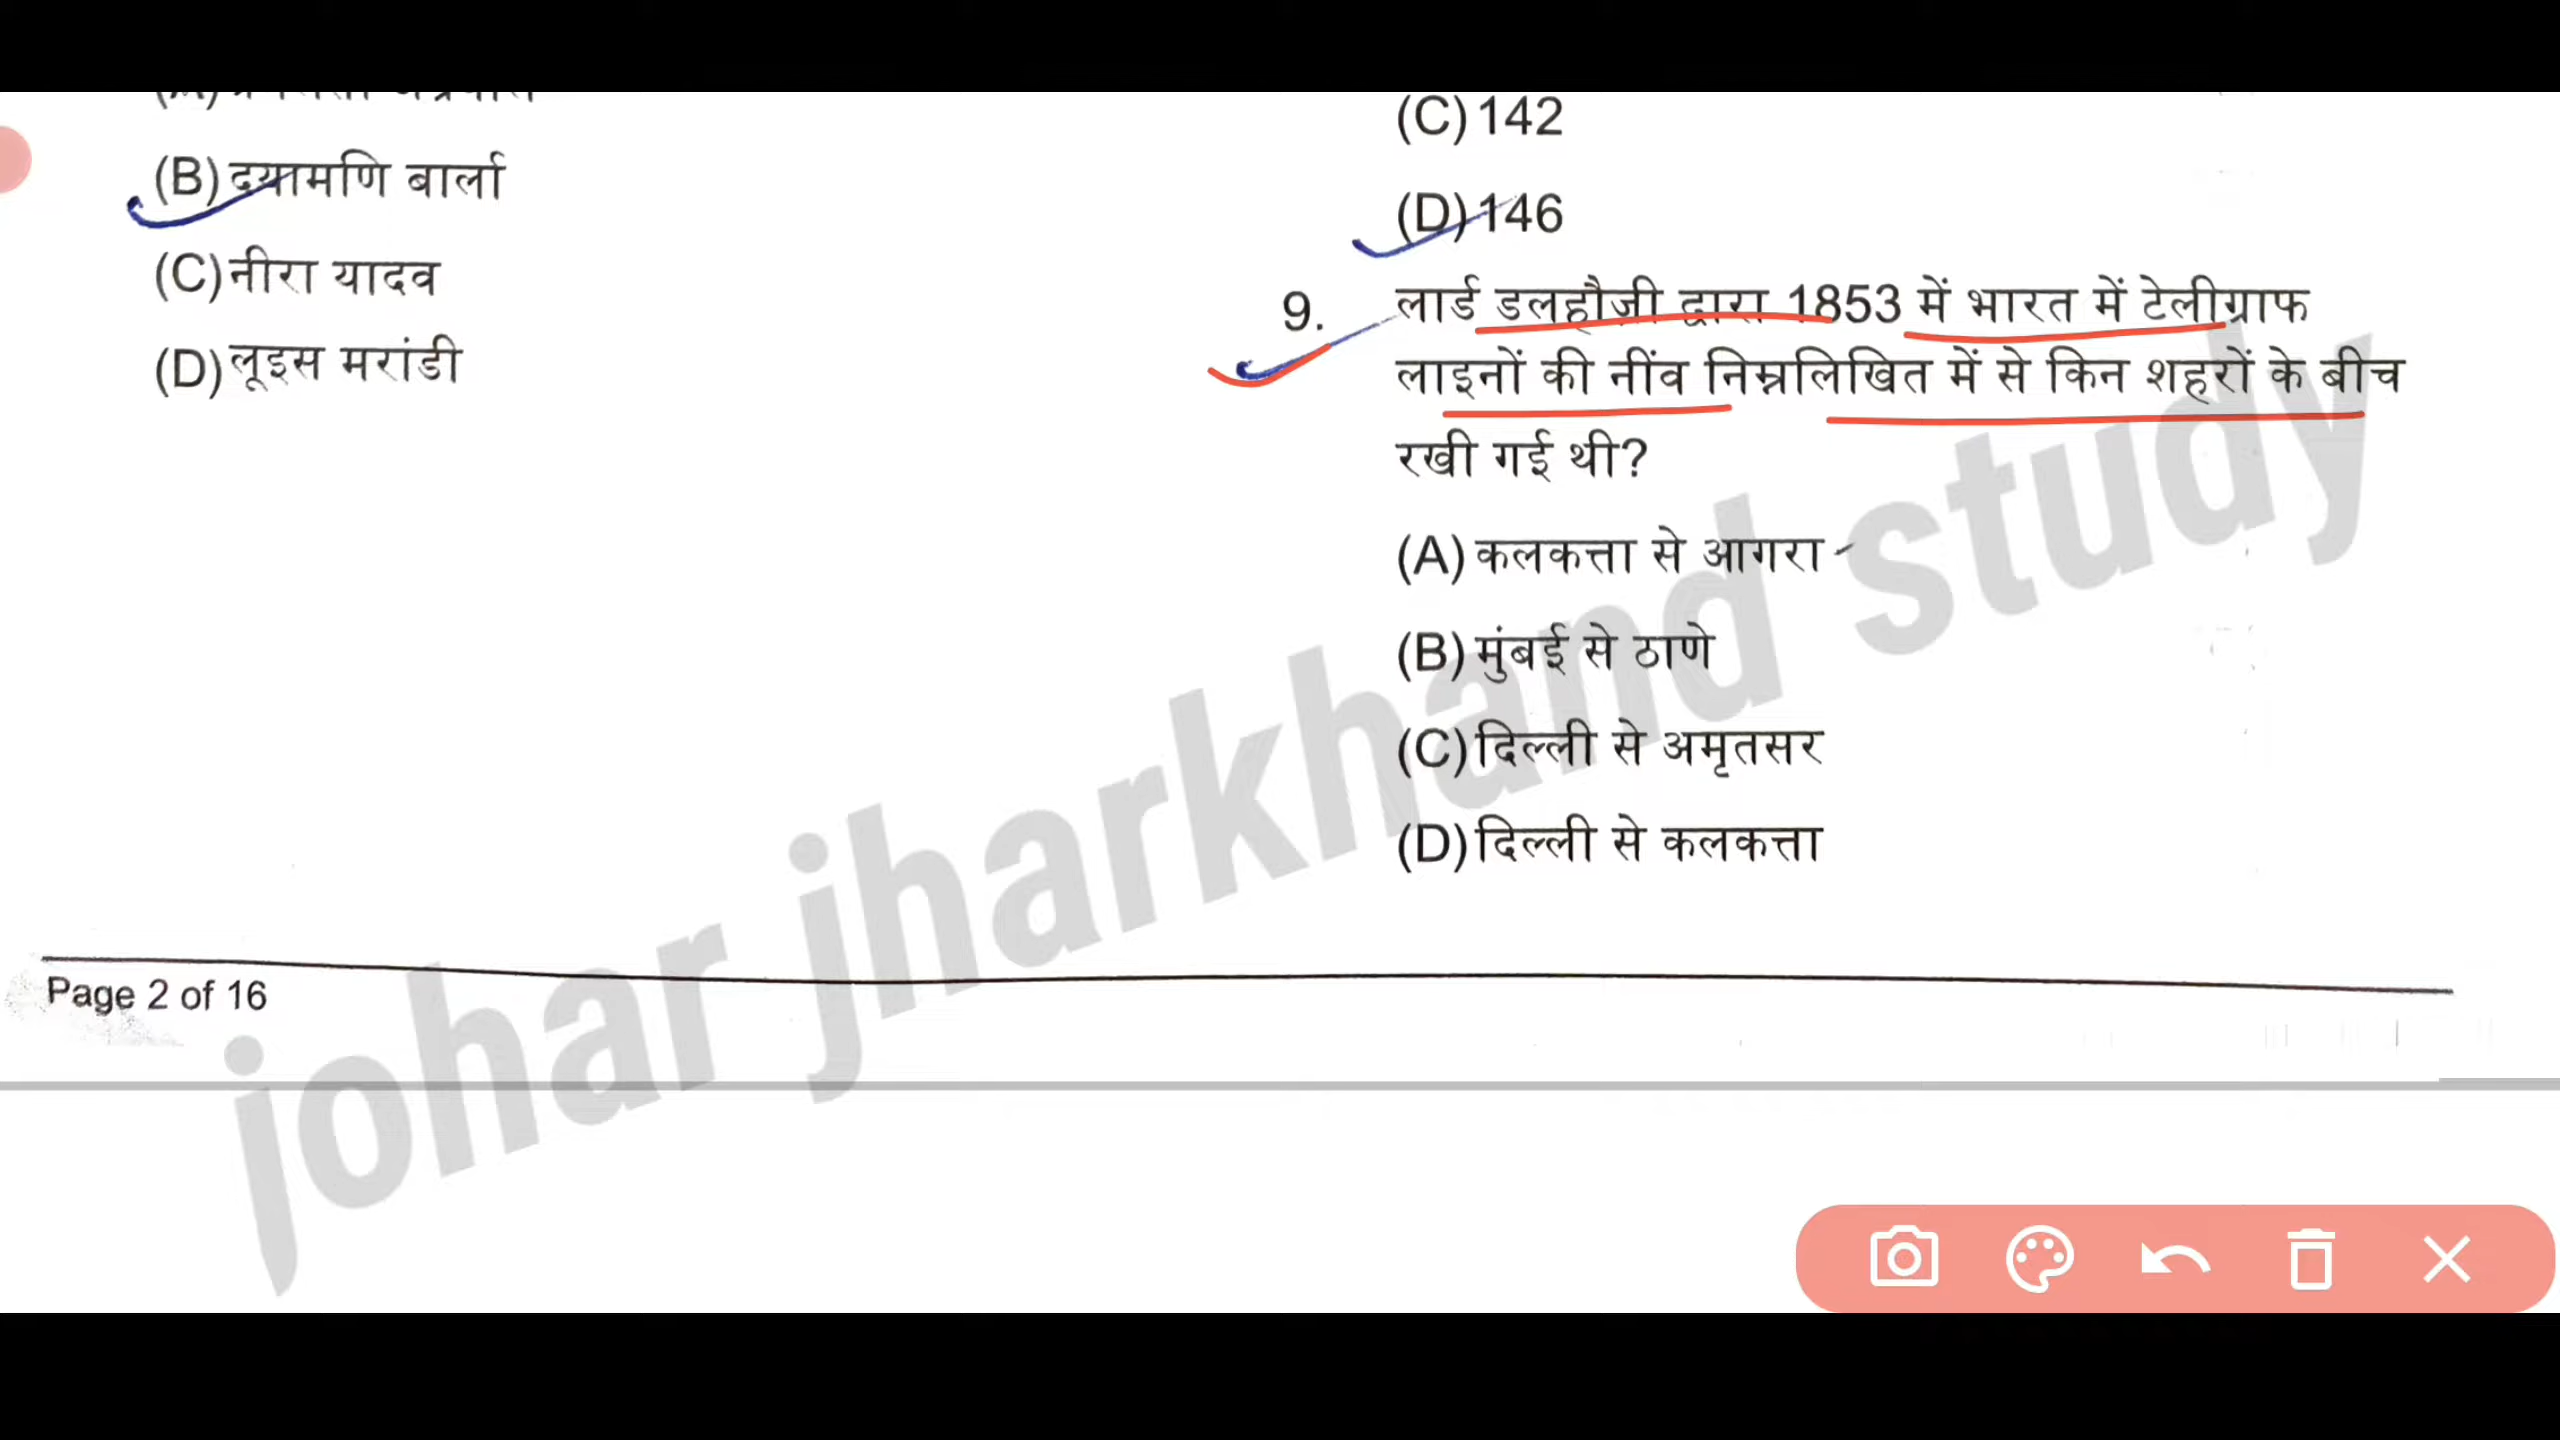 (B) दयामणि बार्ला
(C) नीरा यादव
(D) लूइस मरांडी
(C) 142
(D) 146
9. लार्ड डलहौज़ी द्वारा 1853 में भारत में टेलीग्राफ
लाइनों की नींव निम्नलिखित में से किन शहरों के बीच
रखी गई थी?
(A) कलकत्ता से आगरा
(B) मुंबई से ठाणे
(C) दिल्ली से अमृतसर
(D) दिल्ली से कलकत्ता
Page 2 of 16
johar jharkhand study